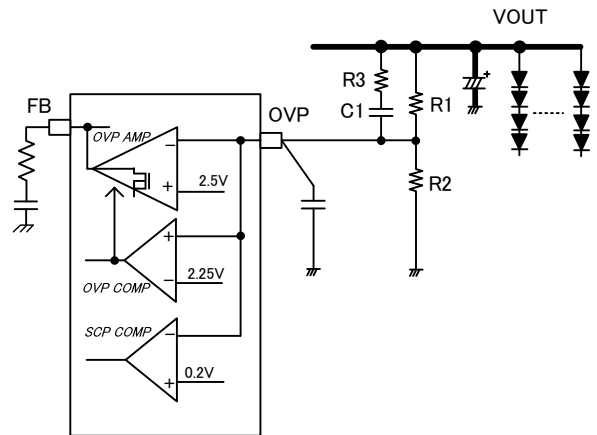 VOUT
R3
C1
R1
FB
OVP
OVP AMP
−
+
2.5V
R2
+
−
2.25V
OVP COMP
SCP COMP
−
+
0.2V
+